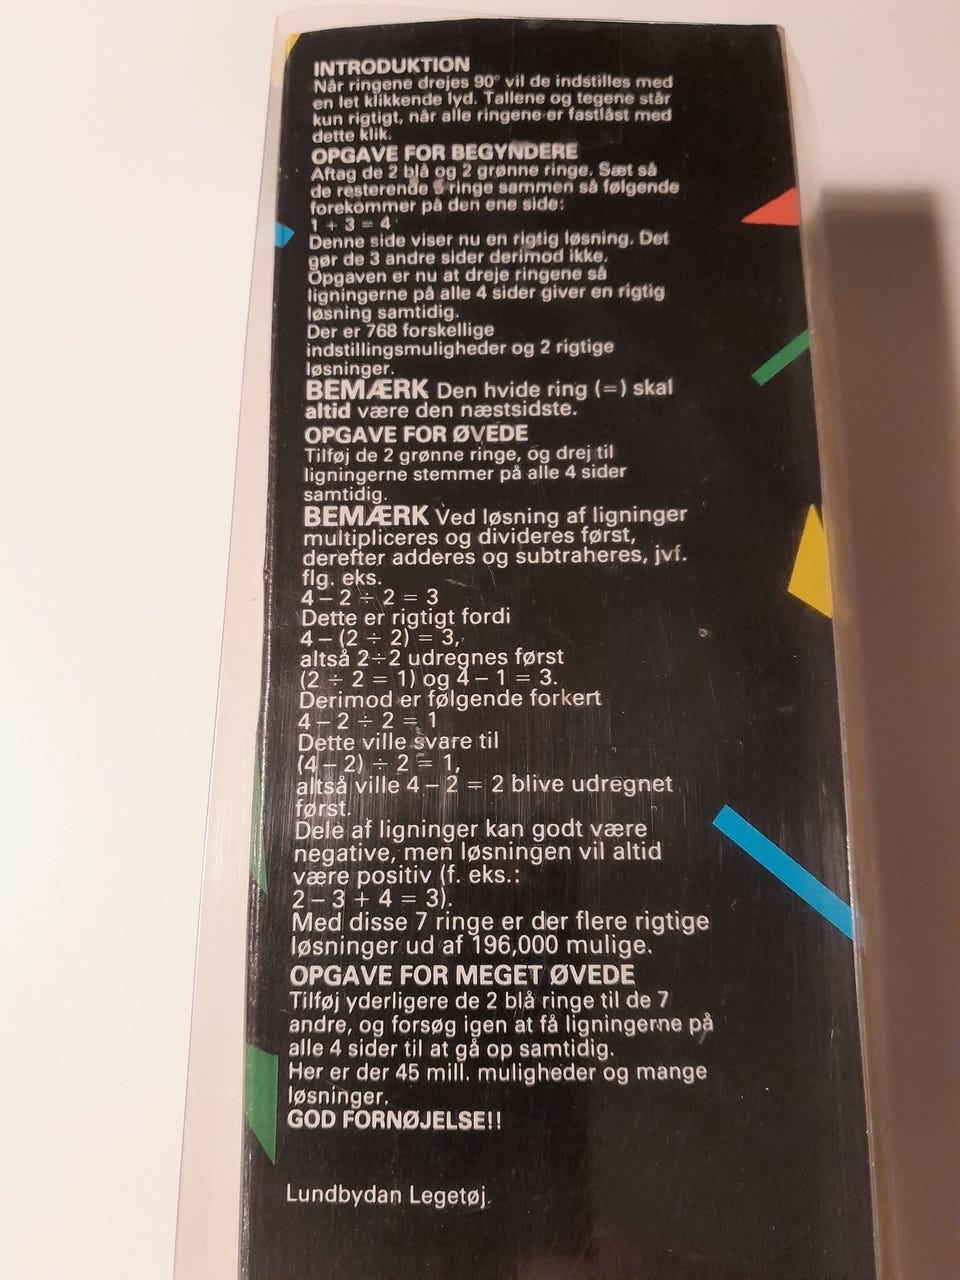 INTRODUKTION
Når ringene drejes 90° vil de indstilles med
en let klikkende lyd. Tallene og tegene står
kun rigtigt, når alle ringene er fastlåst med
dette klik.
OPGAVE FOR BEGYNDERE
Aftag de 2 blå og 2 grønne ringe. Sæt så
de resterende 5 ringe sammen så følgende
forekommer på den ene side:
1 + 3 = 4
Denne side viser nu en rigtig løsning. Det
gør de 3 andre sider derimod ikke.
Opgaven er nu at dreje ringene så
ligningerne på alle 4 sider giver en rigtig
løsning samtidig.
Der er 768 forskellige
indstillingsmuligheder og 2 rigtige
løsninger.
BEMÆRK Den hvide ring (=) skal
altid være den næstsidste.
OPGAVE FOR ØVEDE
Tilføj de 2 grønne ringe, og drej til
ligningerne stemmer på alle 4 sider
samtidig.
BEMÆRK Ved løsning af ligninger
multipliceres og divideres først,
derefter adderes og subtraheres, jvf.
flg. eks.
4 – 2 ÷ 2 = 3
Dette er rigtigt fordi
4 – (2 ÷ 2) = 3,
altså 2÷2 udregnes først
(2 ÷ 2 = 1) og 4 – 1 = 3.
Derimod er følgende forkert
4 – 2 ÷ 2 = 1
Dette ville svare til
(4 – 2) ÷ 2 = 1,
altså ville 4 – 2 = 2 blive udregnet
først.
Dele af ligninger kan godt være
negative, men løsningen vil altid
være positiv (f. eks.:
2 – 3 + 4 = 3).
Med disse 7 ringe er der flere rigtige
løsninger ud af 196,000 mulige.
OPGAVE FOR MEGET ØVEDE
Tilføj yderligere de 2 blå ringe til de 7
andre, og forsøg igen at få ligningerne på
alle 4 sider til at gå op samtidig.
Her er der 45 mill. muligheder og mange
løsninger.
GOD FORNØJELSE!!
Lundbydan Legetøj.